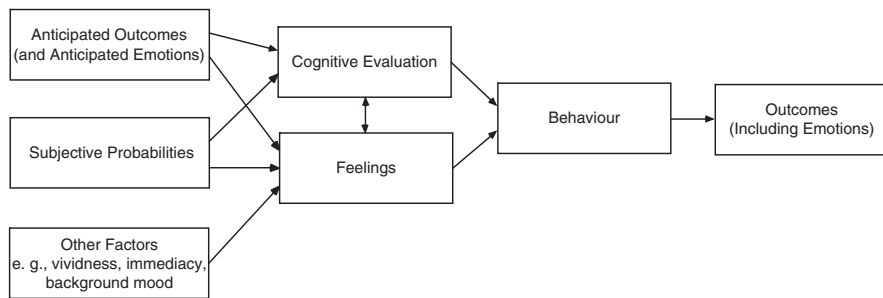 Anticipated Outcomes
(and Anticipated Emotions)
Cognitive Evaluation
Subjective Probabilities
Feelings
Other Factors
e. g., vividness, immediacy,
background mood
Behaviour
Outcomes
(Including Emotions)